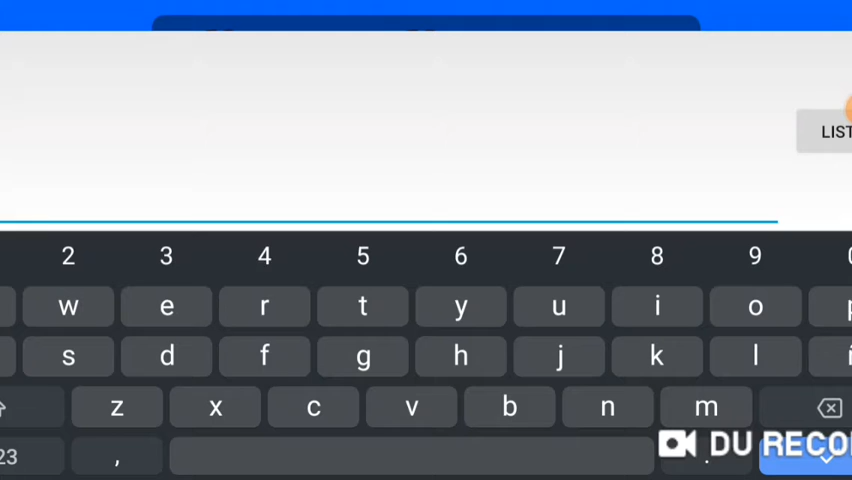 LIST
2 3 4 5 6 7 8 9
w e r t y u i o
s d f g h j k l
z x c v b n m
23 , .
DU RECO